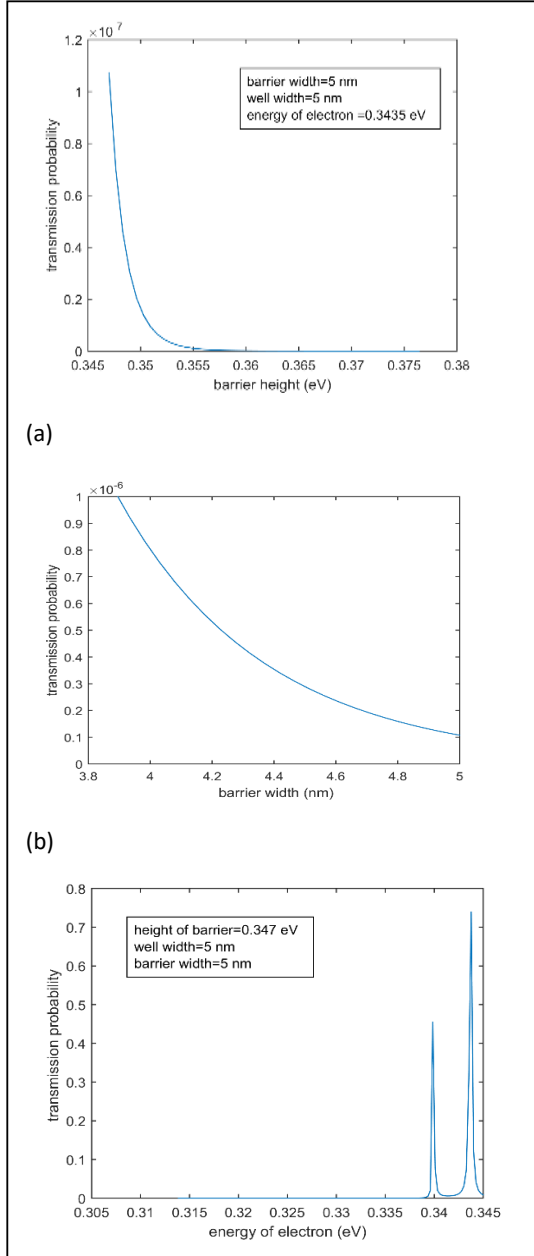 ×10^7
1.2
1
0.8
0.6
0.4
0.2
0
transmission probability
barrier width=5 nm
well width=5 nm
energy of electron =0.3435 eV
0.345 0.35 0.355 0.36 0.365 0.37 0.375 0.38
barrier height (eV)
(a)
×10^-6
1
0.9
0.8
0.7
0.6
0.5
0.4
0.3
0.2
0.1
0
transmission probability
3.8 4 4.2 4.4 4.6 4.8 5
barrier width (nm)
(b)
0.8
0.7
0.6
0.5
0.4
0.3
0.2
0.1
0
transmission probability
height of barrier=0.347 eV
well width=5 nm
barrier width=5 nm
0.305 0.31 0.315 0.32 0.325 0.33 0.335 0.34 0.345
energy of electron (eV)